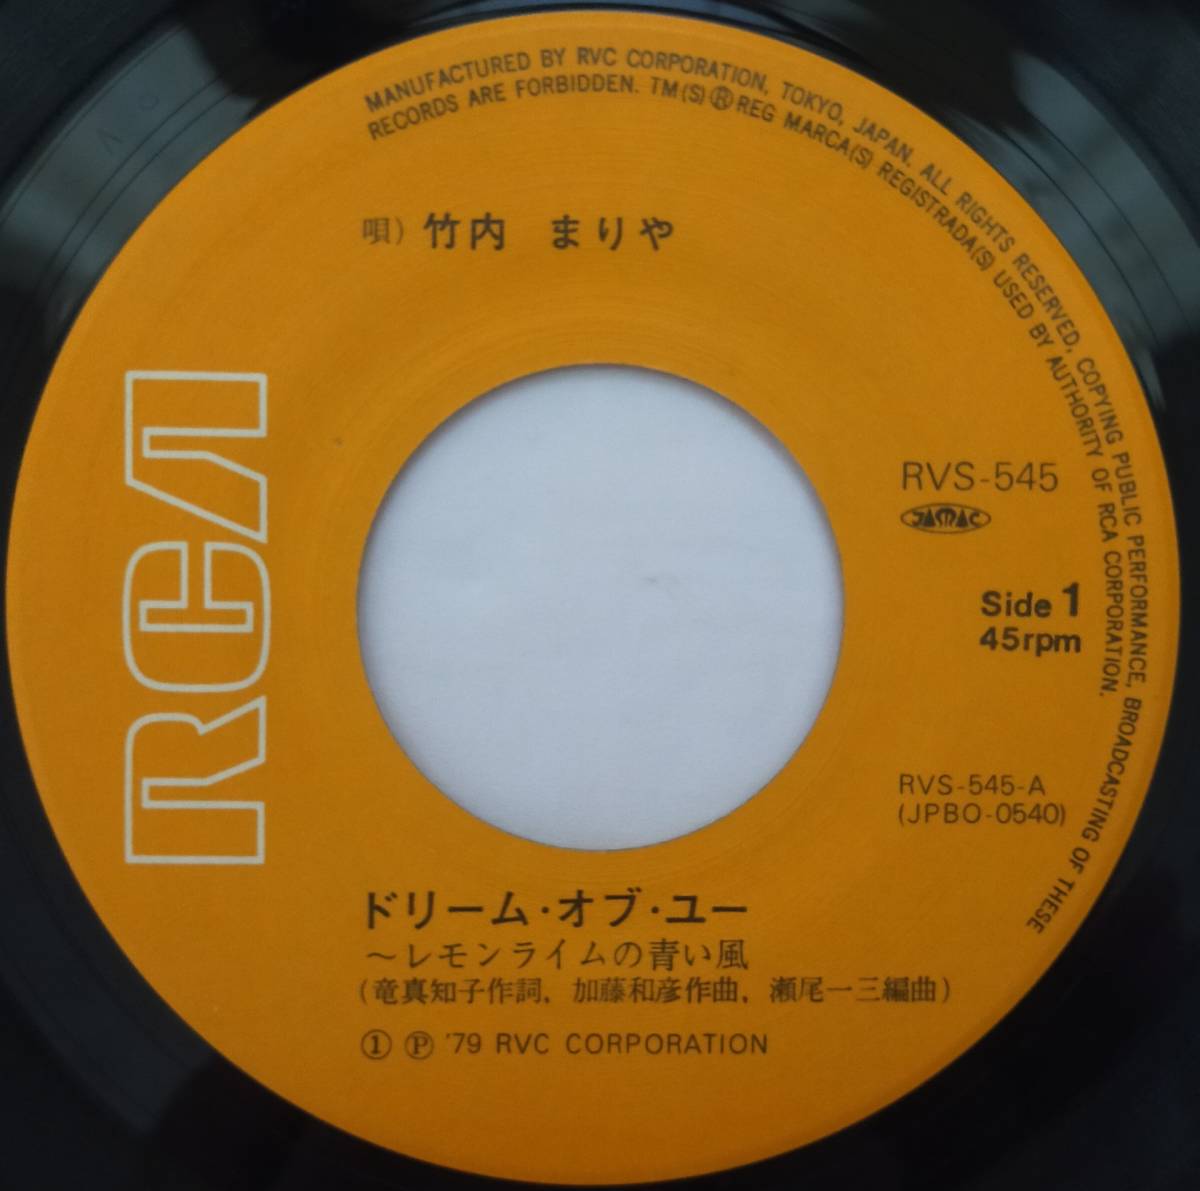 MANUFACTURED BY RVC CORPORATION, TOKYO, JAPAN. ALL RIGHTS RESERVED, COPYING PUBLIC PERFORMANCE, BROADCASTING OF THESE
RECORDS ARE FORBIDDEN. TM(S) ® REG MARCA(S) REGISTRADA(S) USED BY AUTHORITY OF RCA CORPORATION.
唄) 竹内 まりや
RCA
RVS-545
JASRAC
Side 1
45rpm
RVS-545-A
(JPBO-0540)
ドリーム・オブ・ユー
〜レモンライムの青い風
(竜真知子作詞, 加藤和彦作曲, 瀬尾一三編曲)
① Ⓟ '79 RVC CORPORATION